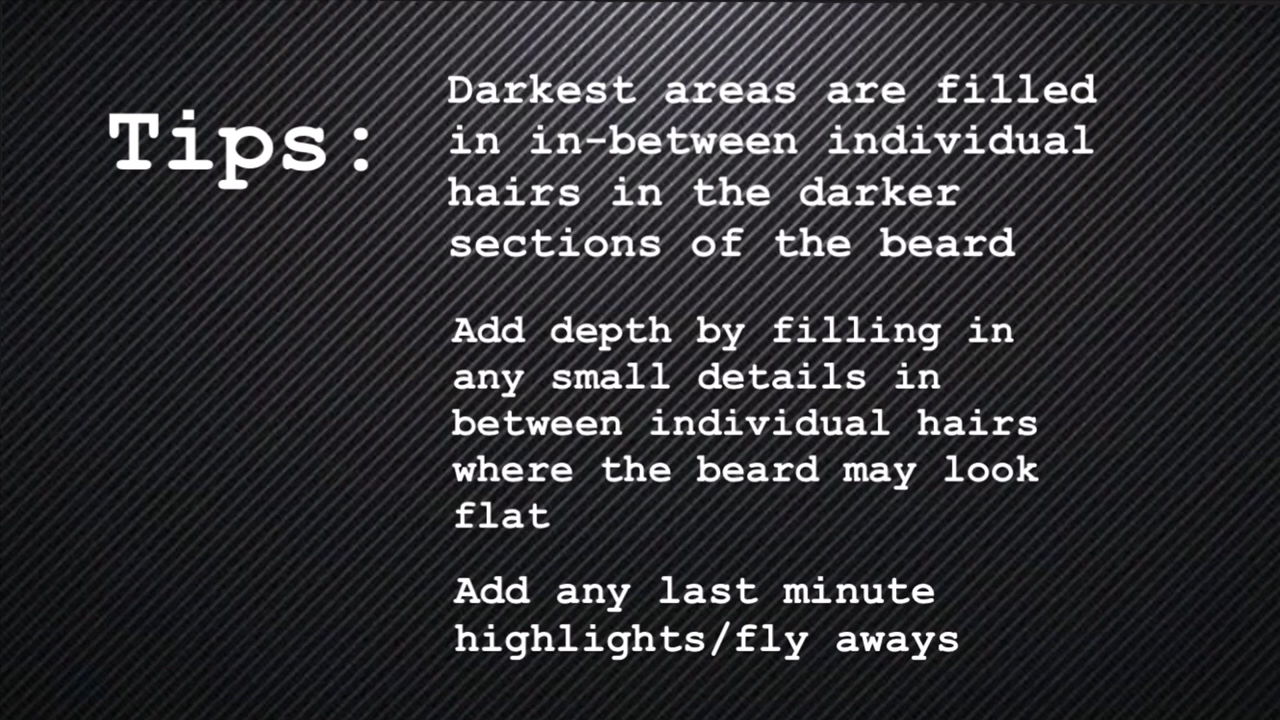 Tips:
Darkest areas are filled
in in-between individual
hairs in the darker
sections of the beard
Add depth by filling in
any small details in
between individual hairs
where the beard may look
flat
Add any last minute
highlights/fly aways